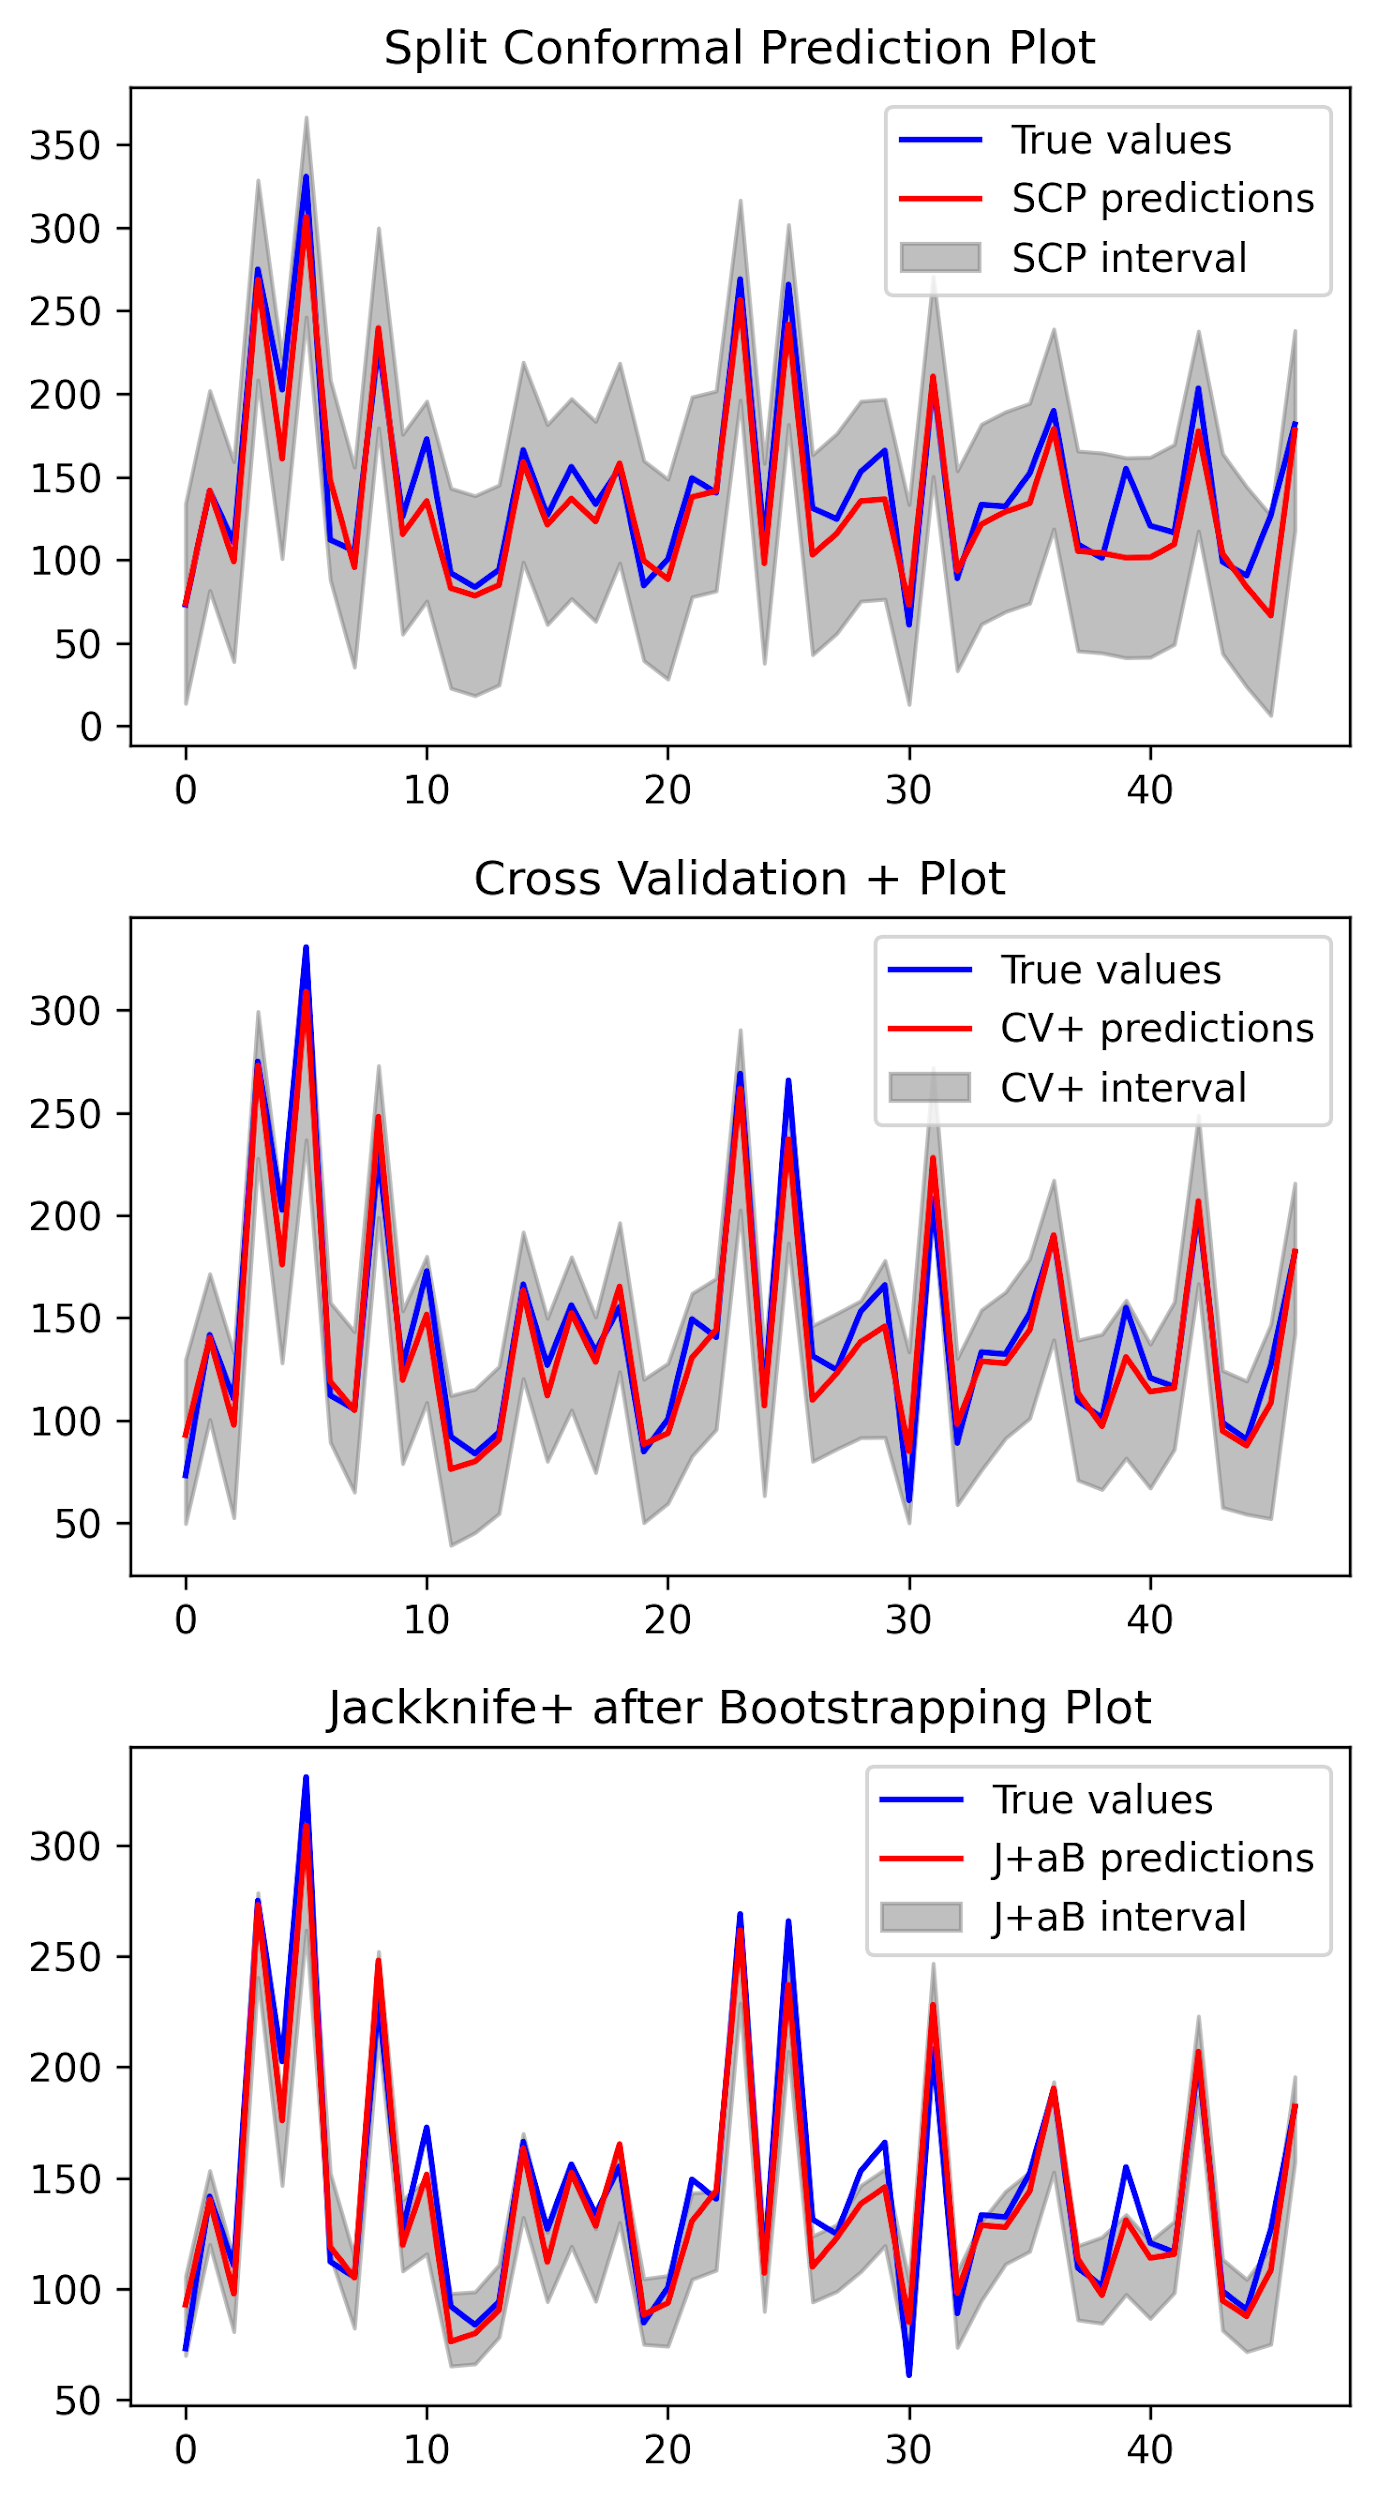 Split Conformal Prediction Plot
True values
SCP predictions
SCP interval
350
300
250
200
150
100
50
0
0 10 20 30 40
Cross Validation + Plot
True values
CV+ predictions
CV+ interval
300
250
200
150
100
50
0 10 20 30 40
Jackknife+ after Bootstrapping Plot
True values
J+aB predictions
J+aB interval
300
250
200
150
100
50
0 10 20 30 40